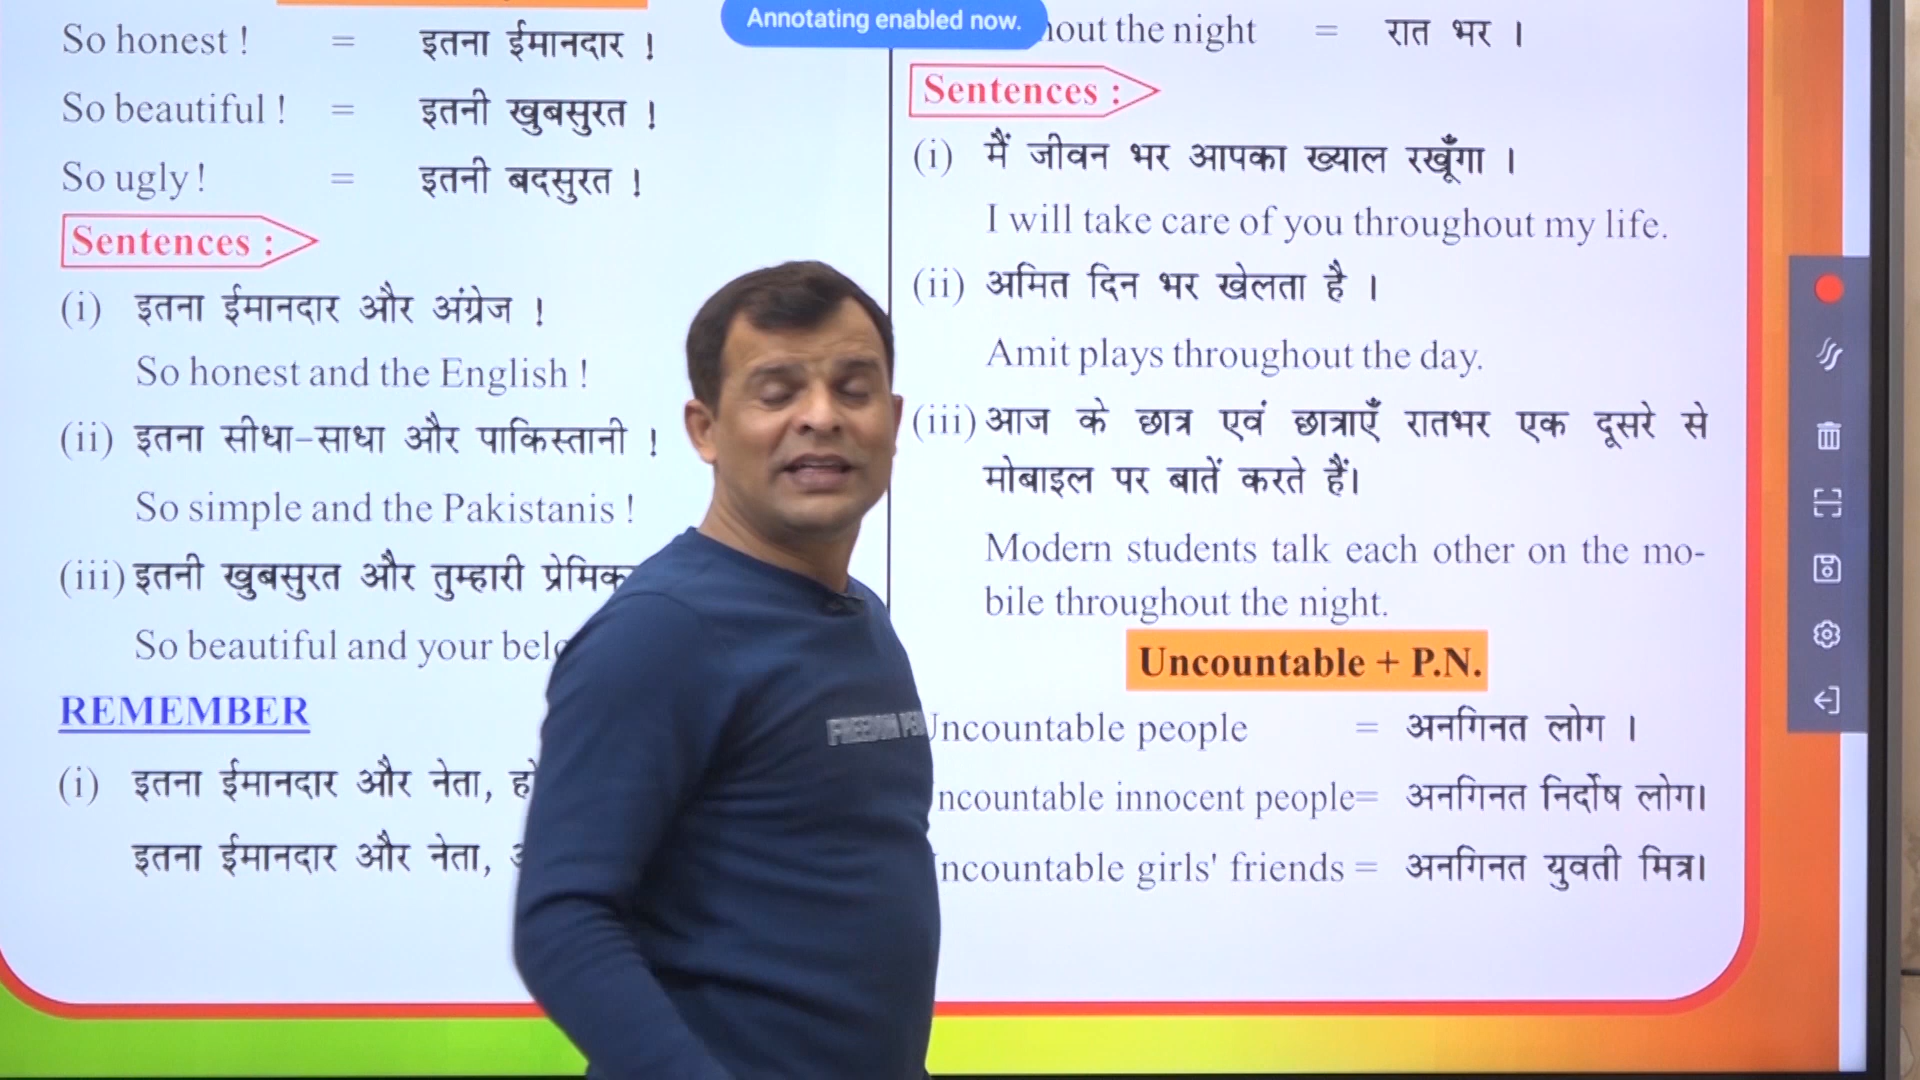 Annotating enabled now.
So honest ! = इतना ईमानदार !
So beautiful ! = इतनी खुबसुरत !
So ugly ! = इतनी बदसुरत !
Sentences :
(i) इतना ईमानदार और अंग्रेज !
So honest and the English !
(ii) इतना सीधा-साधा और पाकिस्तानी !
So simple and the Pakistanis !
(iii) इतनी खुबसुरत और तुम्हारी
So beautiful and your
REMEMBER
(i) इतना ईमानदार और नेता,
इतना ईमानदार और नेता,
the night = रात भर ।
Sentences :
(i) मैं जीवन भर आपका ख्याल रखूँगा ।
I will take care of you throughout my life.
(ii) अमित दिन भर खेलता है ।
Amit plays throughout the day.
(iii) आज के छात्र एवं छात्राएँ रातभर एक दूसरे से
मोबाइल पर बातें करते हैं।
Modern students talk each other on the mo-
bile throughout the night.
Uncountable + P.N.
Uncountable people = अनगिनत लोग ।
innocent people= अनगिनत निर्दोष लोग।
girls' friends = अनगिनत युवती मित्र।